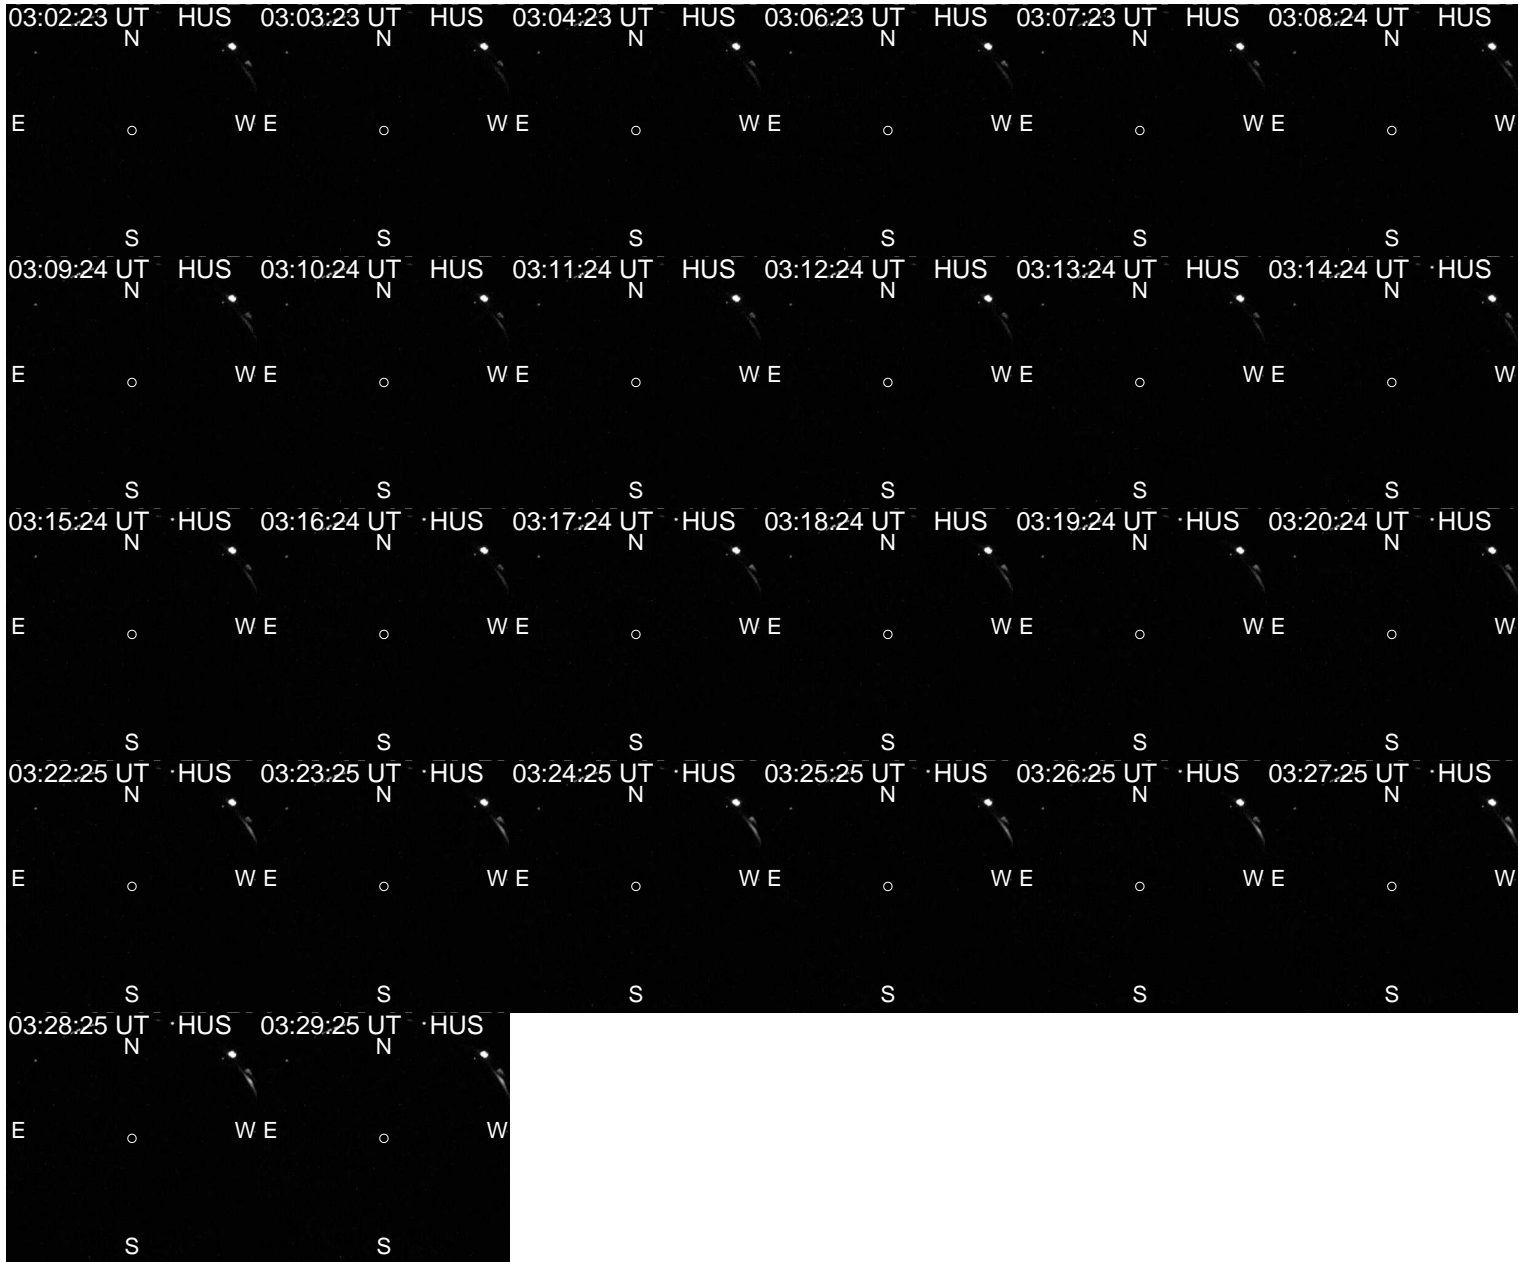 03:02:23 UT HUS 03:03:23 UT HUS 03:04:23 UT HUS 03:06:23 UT HUS 03:07:23 UT HUS 03:08:24 UT HUS
N N N N N N
E W E W E W E W E W E W
S S S S S S
03:09:24 UT HUS 03:10:24 UT HUS 03:11:24 UT HUS 03:12:24 UT HUS 03:13:24 UT HUS 03:14:24 UT HUS
N N N N N N
E W E W E W E W E W E W
S S S S S S
03:15:24 UT HUS 03:16:24 UT HUS 03:17:24 UT HUS 03:18:24 UT HUS 03:19:24 UT HUS 03:20:24 UT HUS
N N N N N N
E W E W E W E W E W E W
S S S S S S
03:22:25 UT HUS 03:23:25 UT HUS 03:24:25 UT HUS 03:25:25 UT HUS 03:26:25 UT HUS 03:27:25 UT HUS
N N N N N N
E W E W E W E W E W E W
S S S S S S
03:28:25 UT HUS 03:29:25 UT HUS
N N
E W E W
S S